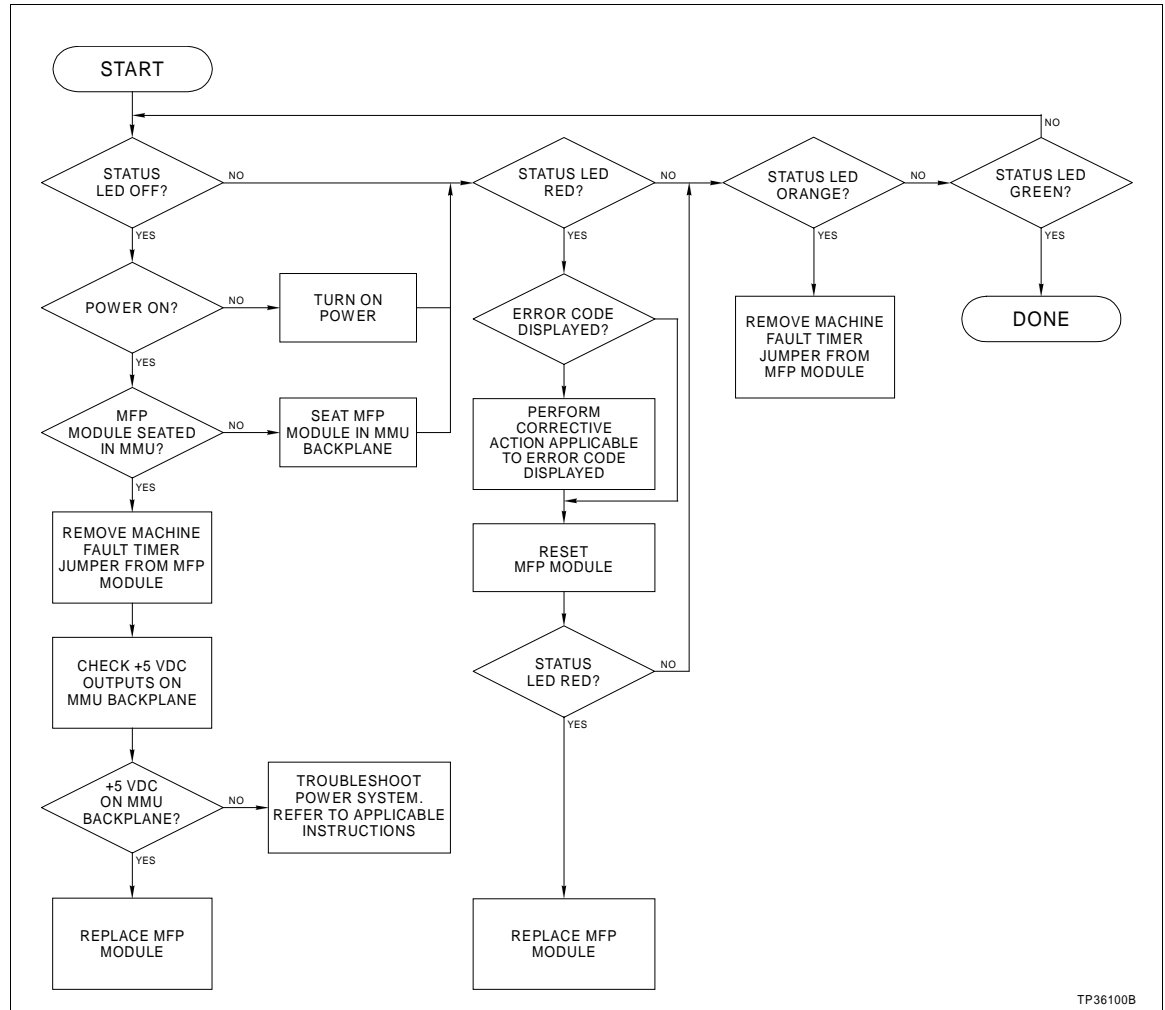 START
STATUS
LED OFF?
NO
YES
POWER ON?
NO
TURN ON
POWER
YES
MFP
MODULE SEATED
IN MMU?
NO
SEAT MFP
MODULE IN MMU
BACKPLANE
YES
REMOVE MACHINE
FAULT TIMER
JUMPER FROM MFP
MODULE
CHECK +5 VDC
OUTPUTS ON
MMU BACKPLANE
+5 VDC
ON MMU
BACKPLANE?
NO
TROUBLESHOOT
POWER SYSTEM.
REFER TO APPLICABLE
INSTRUCTIONS
YES
REPLACE MFP
MODULE
STATUS LED
RED?
NO
YES
ERROR CODE
DISPLAYED?
PERFORM
CORRECTIVE
ACTION APPLICABLE
TO ERROR CODE
DISPLAYED
RESET
MFP MODULE
STATUS
LED RED?
NO
YES
REPLACE MFP
MODULE
STATUS LED
ORANGE?
NO
YES
REMOVE MACHINE
FAULT TIMER
JUMPER FROM
MFP MODULE
NO
STATUS LED
GREEN?
YES
DONE
TP36100B